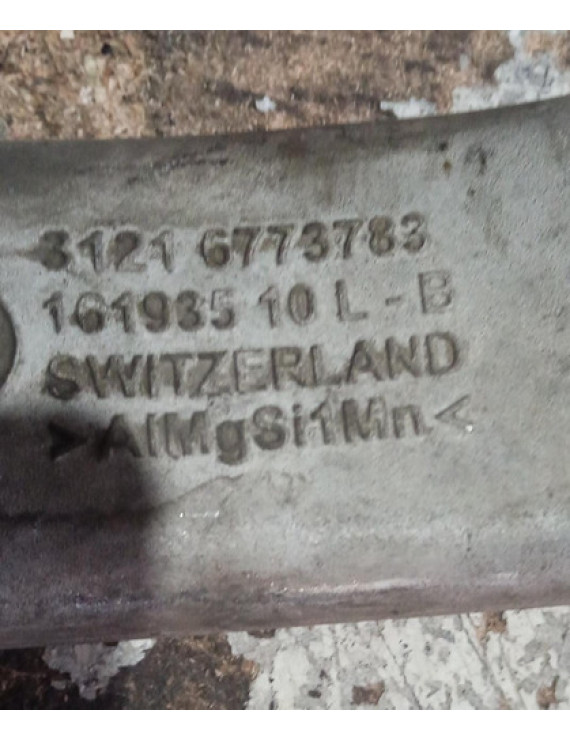 3121 6773783
161935 10 L - B
SWITZERLAND
>AlMgSi1Mn<